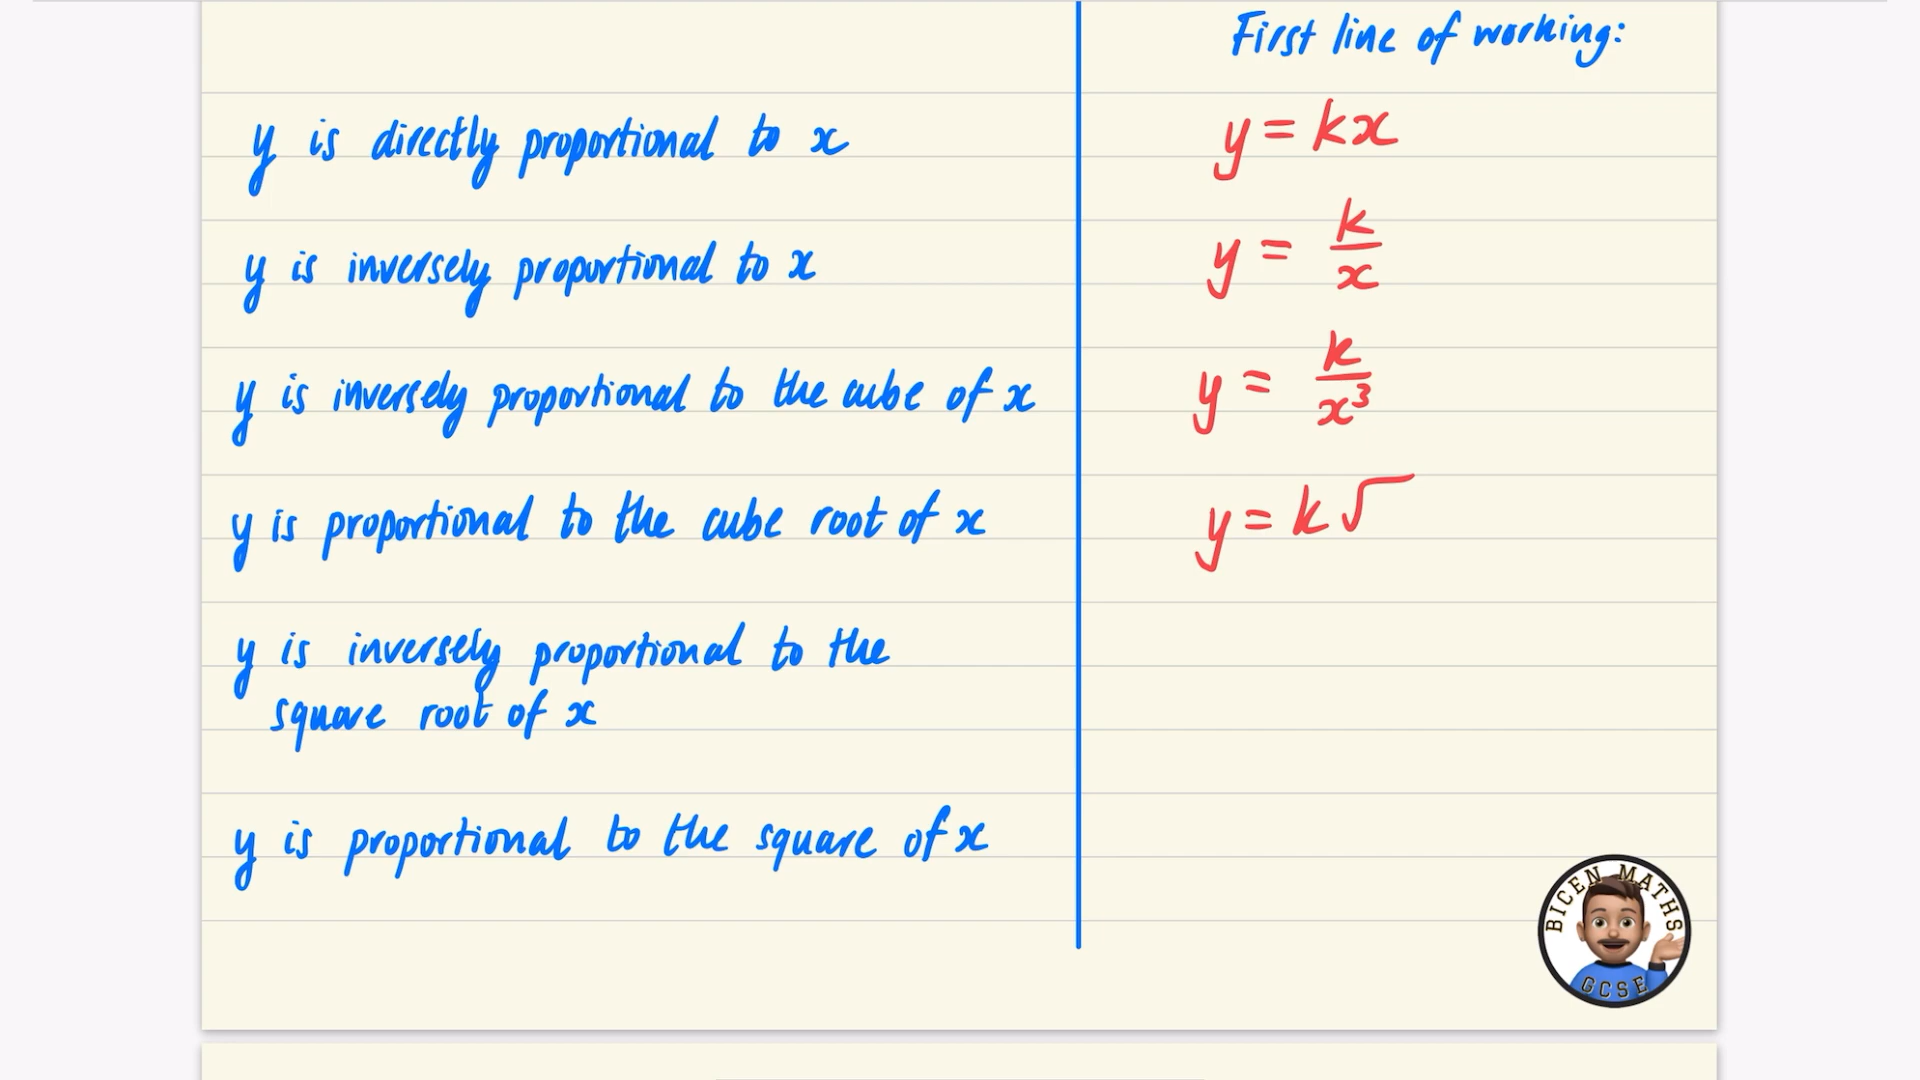 First line of working:
y is directly proportional to x
y = kx
y is inversely proportional to x
y = k/x
y is inversely proportional to the cube of x
y = k/x³
y is proportional to the cube root of x
y = k√
y is inversely proportional to the
square root of x
y is proportional to the square of x
BICEN MATHS
GCSE